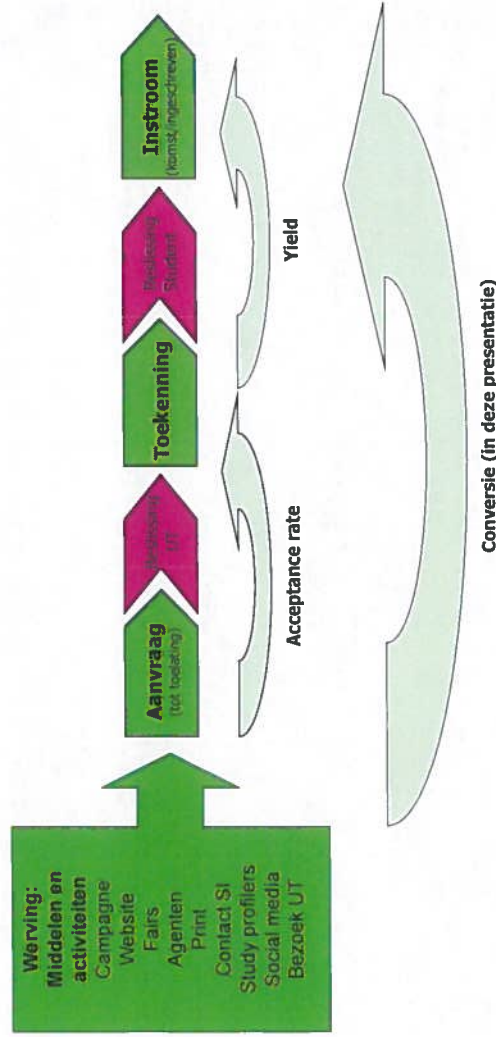 Werving:
Middelen en
activiteiten
Campagne
Website
Fairs
Agenten
Print
Contact SI
Study profilers
Social media
Bezoek UT
Aanvraag
(tot toelating)
Beslissing
UT
Toekenning
Beslissing
Student
Instroom
(komst/ingeschreven)
Acceptance rate
Yield
Conversie (in deze presentatie)